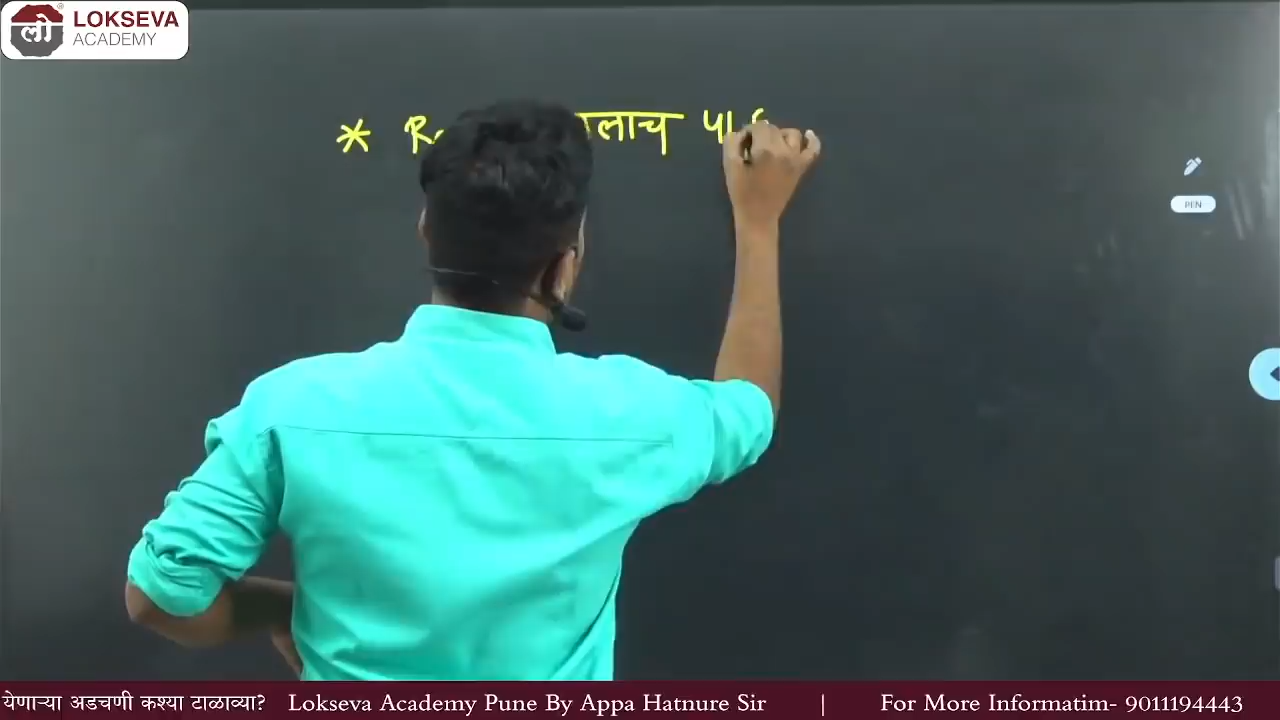 लो LOKSEVA
ACADEMY
PEN
येणाऱ्या अडचणी कश्या टाळाव्या? Lokseva Academy Pune By Appa Hatnure Sir | For More Informatim- 9011194443